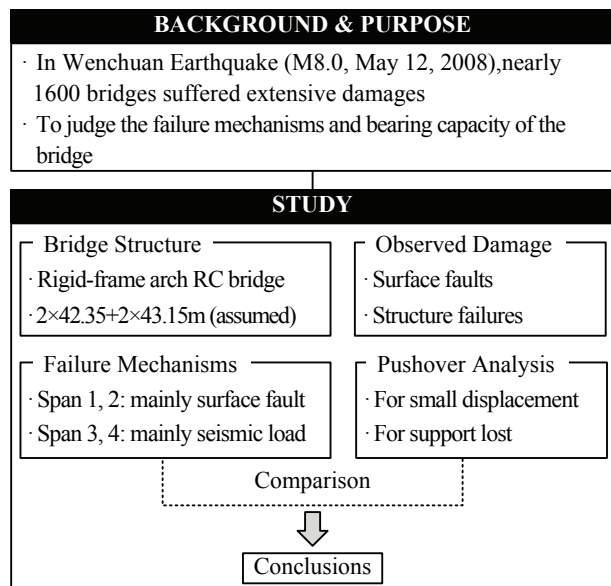 BACKGROUND & PURPOSE
· In Wenchuan Earthquake (M8.0, May 12, 2008),nearly
1600 bridges suffered extensive damages
· To judge the failure mechanisms and bearing capacity of the
bridge
STUDY
Bridge Structure
· Rigid-frame arch RC bridge
· 2×42.35+2×43.15m (assumed)
Observed Damage
· Surface faults
· Structure failures
Failure Mechanisms
· Span 1, 2: mainly surface fault
· Span 3, 4: mainly seismic load
Pushover Analysis
· For small displacement
· For support lost
Comparison
Conclusions